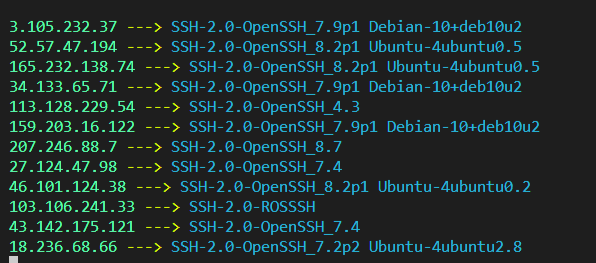 3.105.232.37 ---> SSH-2.0-OpenSSH_7.9p1 Debian-10+deb10u2
52.57.47.194 ---> SSH-2.0-OpenSSH_8.2p1 Ubuntu-4ubuntu0.5
165.232.138.74 ---> SSH-2.0-OpenSSH_8.2p1 Ubuntu-4ubuntu0.5
34.133.65.71 ---> SSH-2.0-OpenSSH_7.9p1 Debian-10+deb10u2
113.128.229.54 ---> SSH-2.0-OpenSSH_4.3
159.203.16.122 ---> SSH-2.0-OpenSSH_7.9p1 Debian-10+deb10u2
207.246.88.7 ---> SSH-2.0-OpenSSH_8.7
27.124.47.98 ---> SSH-2.0-OpenSSH_7.4
46.101.124.38 ---> SSH-2.0-OpenSSH_8.2p1 Ubuntu-4ubuntu0.2
103.106.241.33 ---> SSH-2.0-ROSSSH
43.142.175.121 ---> SSH-2.0-OpenSSH_7.4
18.236.68.66 ---> SSH-2.0-OpenSSH_7.2p2 Ubuntu-4ubuntu2.8